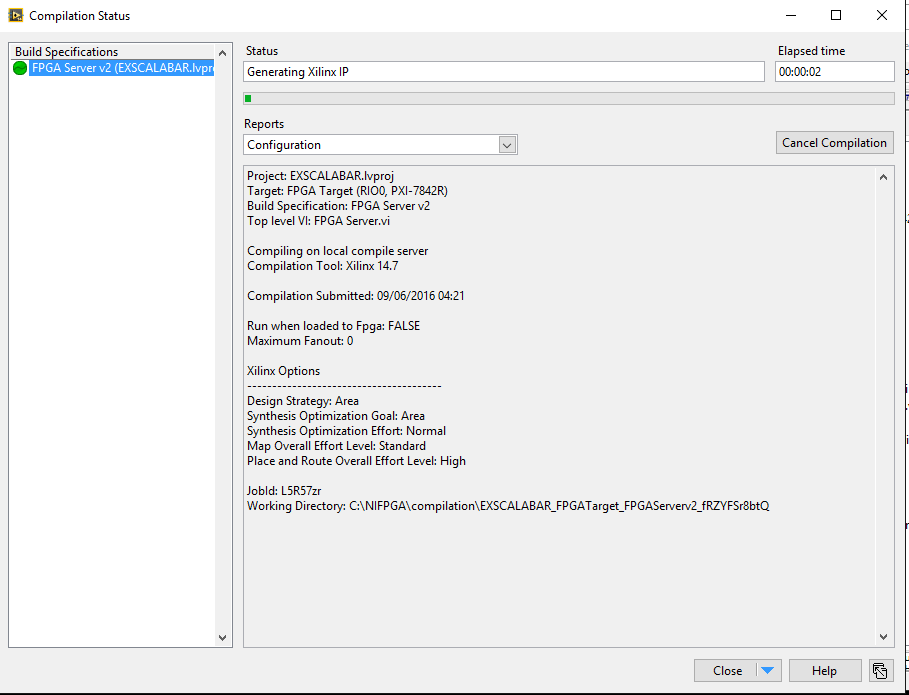 Compilation Status
Build Specifications
FPGA Server v2 (EXSCALABAR.lvpro
Status
Elapsed time
Generating Xilinx IP
00:00:02
Reports
Configuration
Cancel Compilation
Project: EXSCALABAR.lvproj
Target: FPGA Target (RIO0, PXI-7842R)
Build Specification: FPGA Server v2
Top level VI: FPGA Server.vi
Compiling on local compile server
Compilation Tool: Xilinx 14.7
Compilation Submitted: 09/06/2016 04:21
Run when loaded to Fpga: FALSE
Maximum Fanout: 0
Xilinx Options
---------------------------------------
Design Strategy: Area
Synthesis Optimization Goal: Area
Synthesis Optimization Effort: Normal
Map Overall Effort Level: Standard
Place and Route Overall Effort Level: High
JobId: L5R57zr
Working Directory: C:\NIFPGA\compilation\EXSCALABAR_FPGATarget_FPGAServerv2_fRZYFSr8btQ
Close
Help